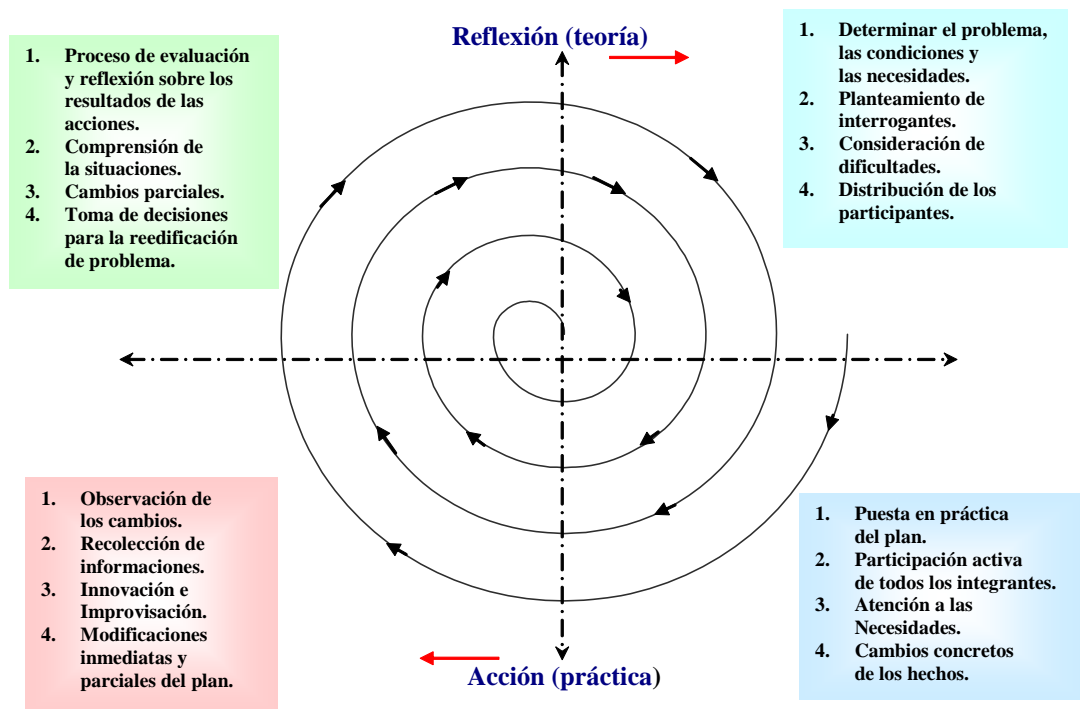 Reflexión (teoría)
1. Proceso de evaluación
y reflexión sobre los
resultados de las
acciones.
2. Comprensión de
la situaciones.
3. Cambios parciales.
4. Toma de decisiones
para la reedificación
de problema.
1. Determinar el problema,
las condiciones y
las necesidades.
2. Planteamiento de
interrogantes.
3. Consideración de
dificultades.
4. Distribución de los
participantes.
1. Observación de
los cambios.
2. Recolección de
informaciones.
3. Innovación e
Improvisación.
4. Modificaciones
inmediatas y
parciales del plan.
1. Puesta en práctica
del plan.
2. Participación activa
de todos los integrantes.
3. Atención a las
Necesidades.
4. Cambios concretos
de los hechos.
Acción (práctica)